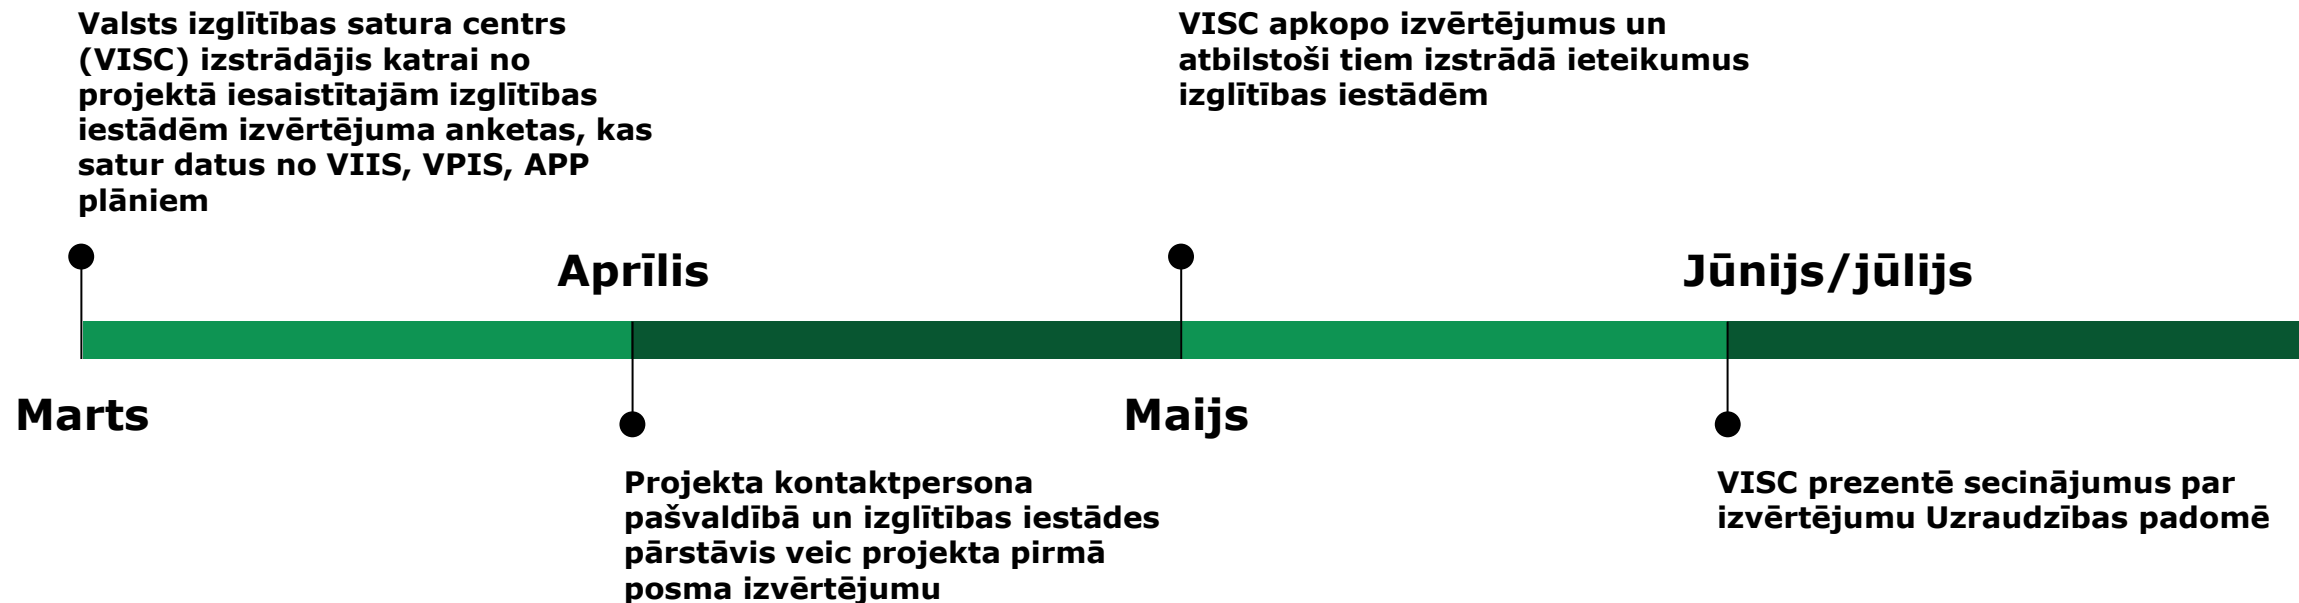 Valsts izglītības satura centrs
(VISC) izstrādājis katrai no
projektā iesaistītajām izglītības
iestādēm izvērtējuma anketas, kas
satur datus no VIIS, VPIS, APP
plāniem
VISC apkopo izvērtējumus un
atbilstoši tiem izstrādā ieteikumus
izglītības iestādēm
Aprīlis
Jūnijs/jūlijs
Marts
Maijs
Projekta kontaktpersona
pašvaldībā un izglītības iestādes
pārstāvis veic projekta pirmā
posma izvērtējumu
VISC prezentē secinājumus par
izvērtējumu Uzraudzības padomē